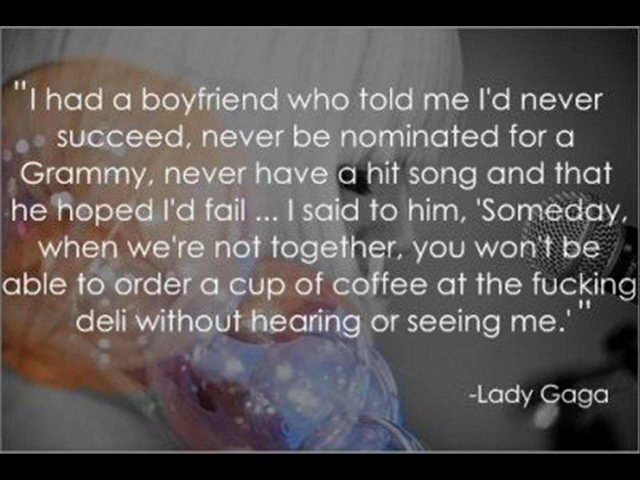 "I had a boyfriend who told me I'd never
succeed, never be nominated for a
Grammy, never have a hit song and that
he hoped I'd fail ... I said to him, 'Someday,
when we're not together, you won't be
able to order a cup of coffee at the fucking
deli without hearing or seeing me.' "
-Lady Gaga